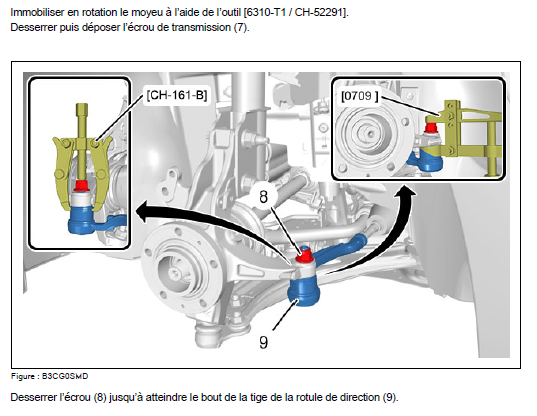 Immobiliser en rotation le moyeu à l'aide de l'outil [6310-T1 / CH-52291].
Desserrer puis déposer l'écrou de transmission (7).
[CH-161-B]
[0709 ]
8
9
Figure : B3CG0SMD
Desserrer l'écrou (8) jusqu'à atteindre le bout de la tige de la rotule de direction (9).